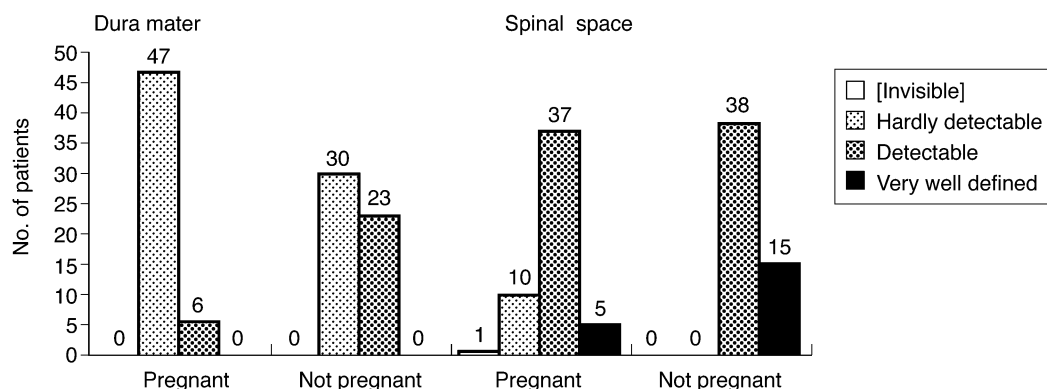 Dura mater
Spinal space
No. of patients
50
45
40
35
30
25
20
15
10
5
0
0
47
6
0
0
30
23
0
1
10
37
5
0
0
38
15
Pregnant
Not pregnant
Pregnant
Not pregnant
[Invisible]
Hardly detectable
Detectable
Very well defined